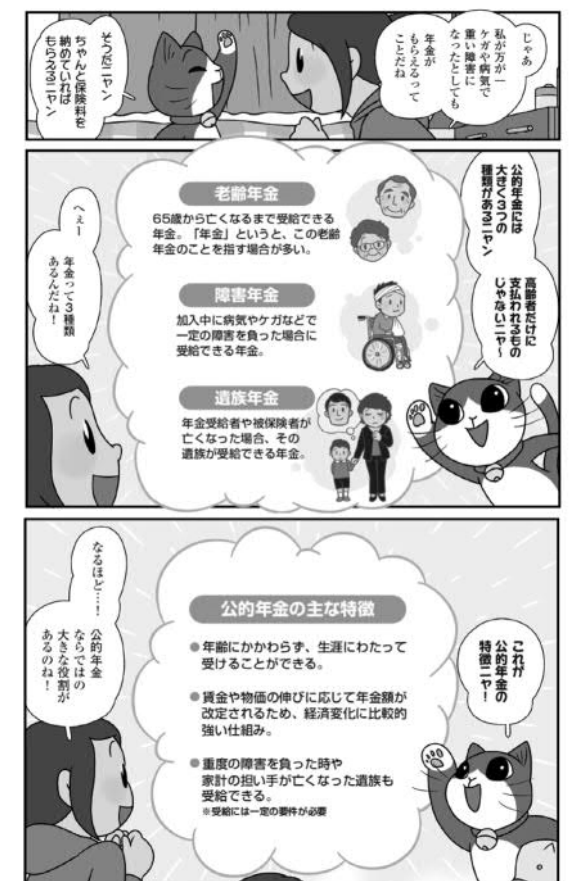 じゃあ
私が万が一
ケガや病気で
重い障害に
なったとしても
年金が
もらえるって
ことだね
そうだニャン
ちゃんと保険料を
納めていれば
もらえるニャン
公的年金には
大きく3つの
種類があるニャン
高齢者だけに
支払われるもの
じゃないニャ～
老齢年金
65歳から亡くなるまで受給できる
年金。「年金」というと、この老齢
年金のことを指す場合が多い。
障害年金
加入中に病気やケガなどで
一定の障害を負った場合に
受給できる年金。
遺族年金
年金受給者や被保険者が
亡くなった場合、その
遺族が受給できる年金。
へぇー
年金って3種類
あるんだね！
これが
公的年金の
特徴ニャ！
公的年金の主な特徴
●年齢にかかわらず、生涯にわたって
受けることができる。
●賃金や物価の伸びに応じて年金額が
改定されるため、経済変化に比較的
強い仕組み。
●重度の障害を負った時や
家計の担い手が亡くなった遺族も
受給できる。
※受給には一定の要件が必要
なるほど…！
公的年金
ならではの
大きな役割が
あるのね！